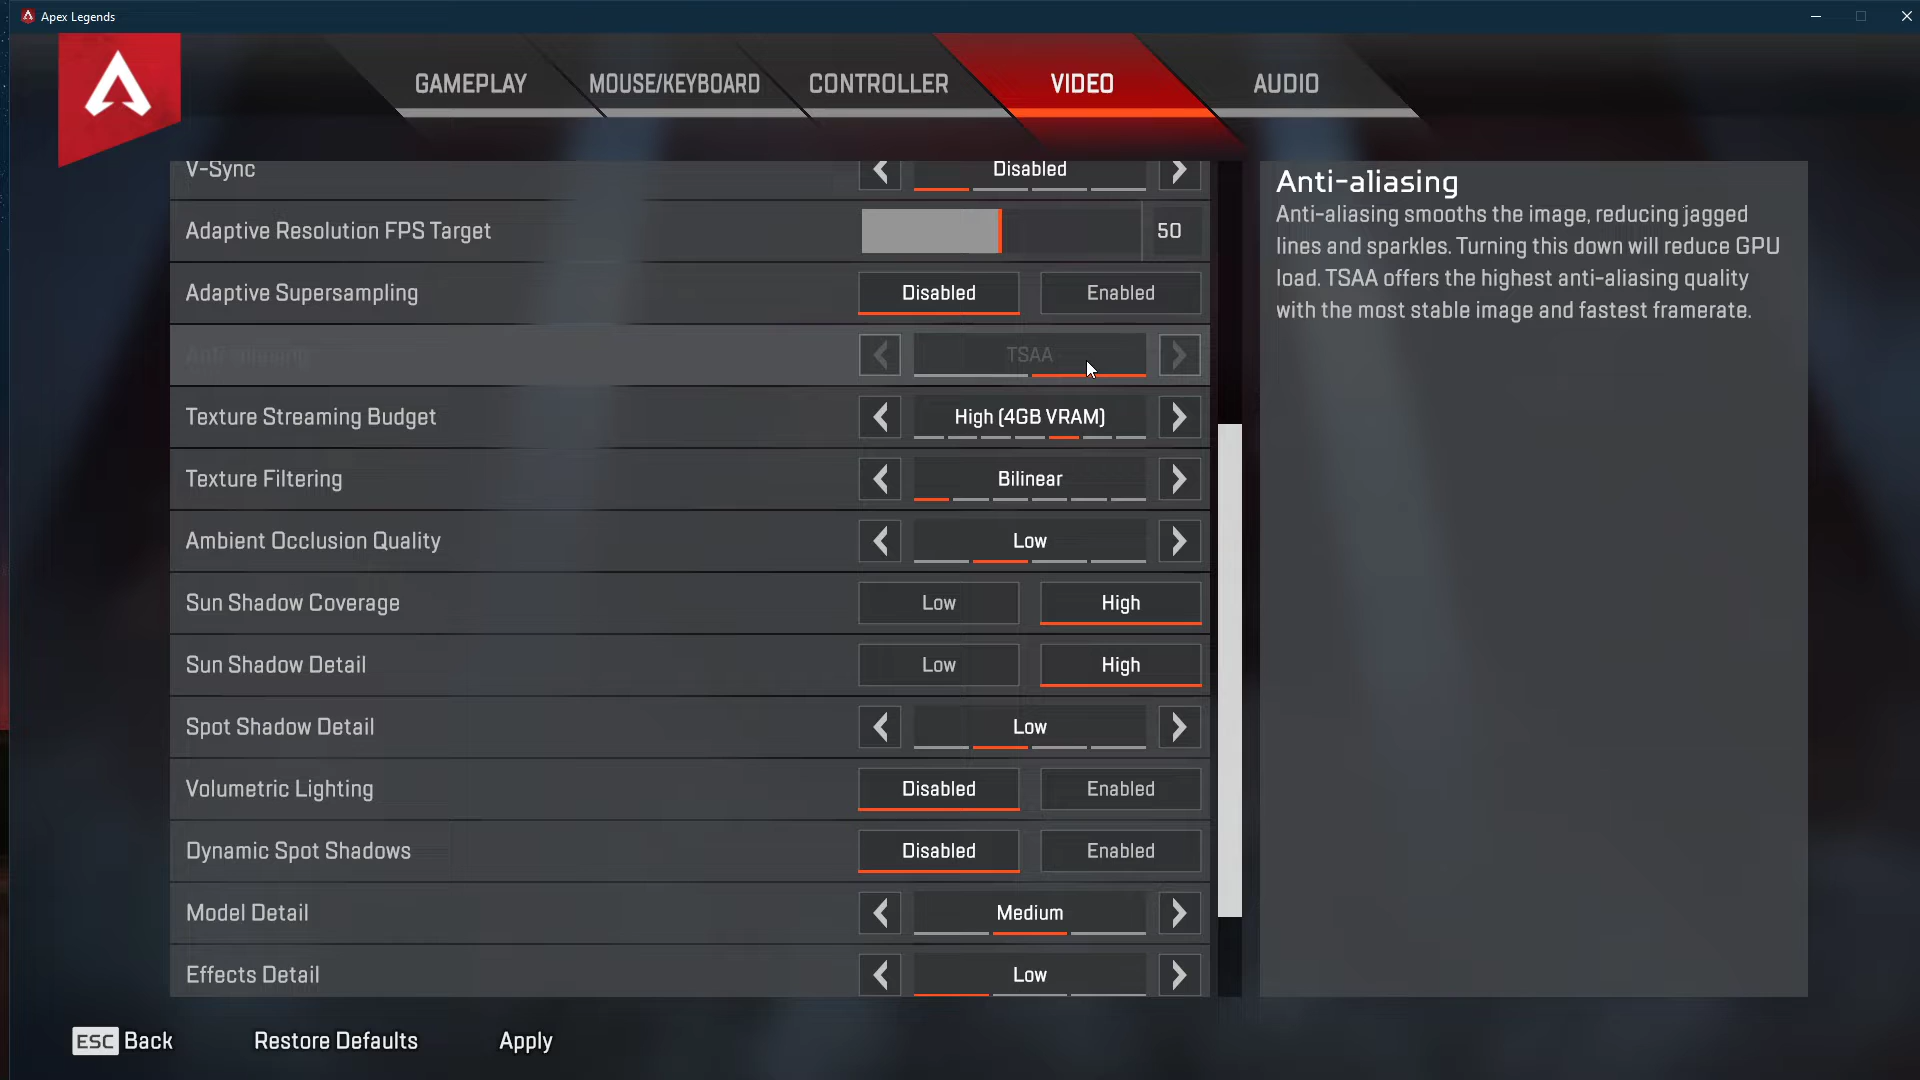 Apex Legends
GAMEPLAY
MOUSE/KEYBOARD
CONTROLLER
VIDEO
AUDIO
V-Sync
Disabled
Adaptive Resolution FPS Target
50
Adaptive Supersampling
Disabled
Enabled
Anti-aliasing
TSAA
Texture Streaming Budget
High (4GB VRAM)
Texture Filtering
Bilinear
Ambient Occlusion Quality
Low
Sun Shadow Coverage
Low
High
Sun Shadow Detail
Low
High
Spot Shadow Detail
Low
Volumetric Lighting
Disabled
Enabled
Dynamic Spot Shadows
Disabled
Enabled
Model Detail
Medium
Effects Detail
Low
Anti-aliasing
Anti-aliasing smooths the image, reducing jagged
lines and sparkles. Turning this down will reduce GPU
load. TSAA offers the highest anti-aliasing quality
with the most stable image and fastest framerate.
ESC Back
Restore Defaults
Apply